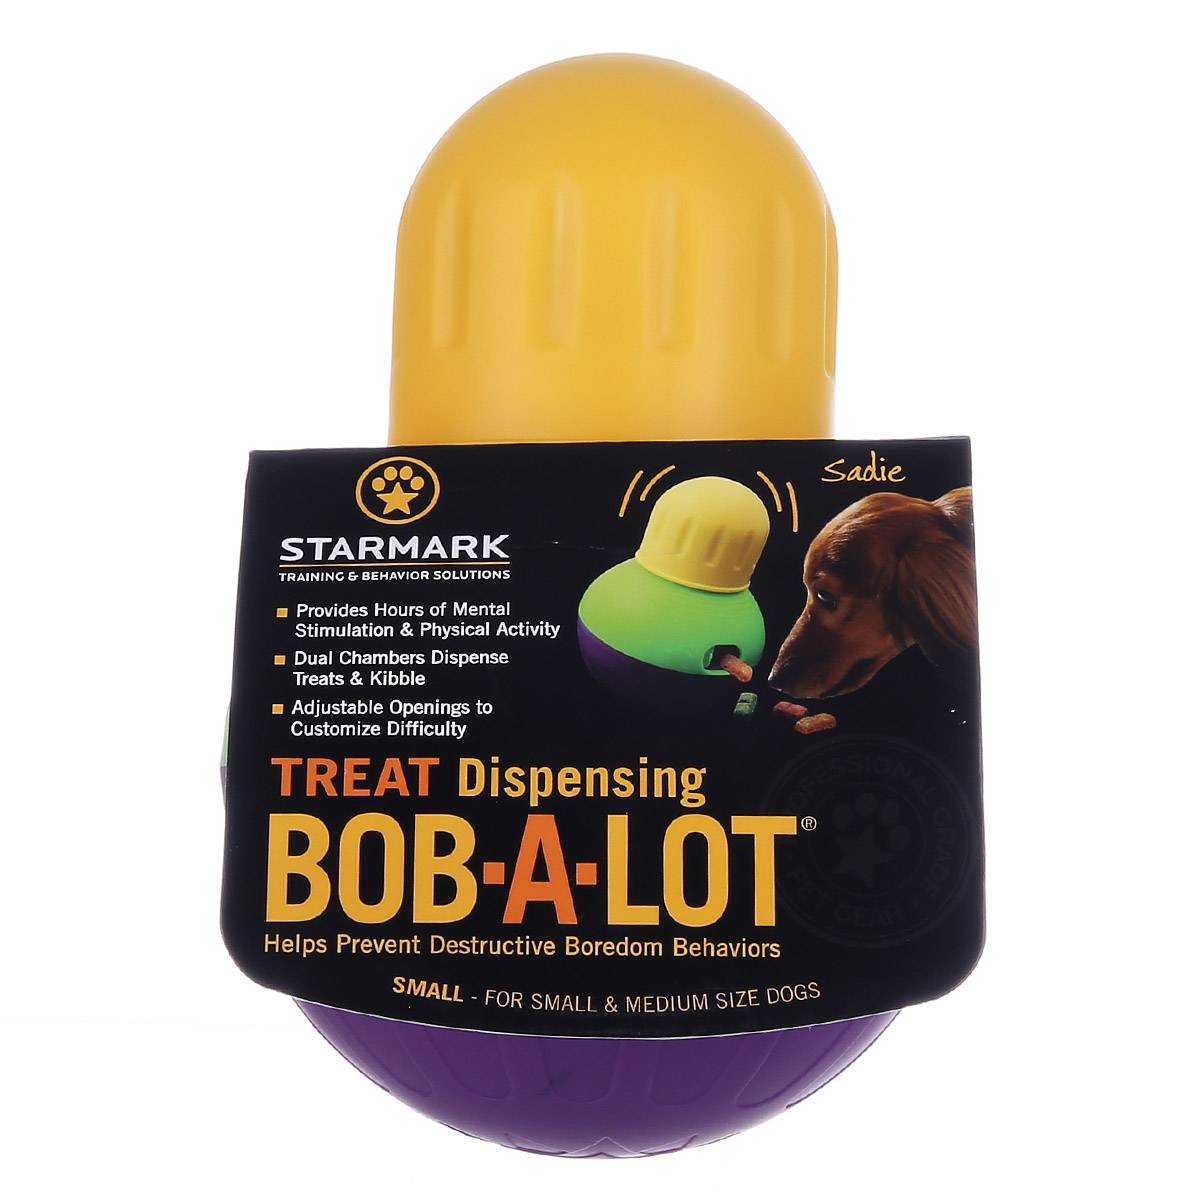 Sadie
STARMARK
TRAINING & BEHAVIOR SOLUTIONS
Provides Hours of Mental
Stimulation & Physical Activity
Dual Chambers Dispense
Treats & Kibble
Adjustable Openings to
Customize Difficulty
TREAT Dispensing
BOB·A·LOT®
Helps Prevent Destructive Boredom Behaviors
SMALL - FOR SMALL & MEDIUM SIZE DOGS
GEAR